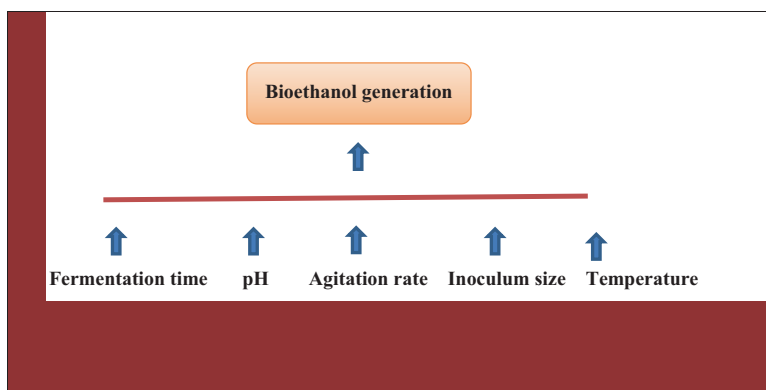 Bioethanol generation
Fermentation time pH Agitation rate Inoculum size Temperature